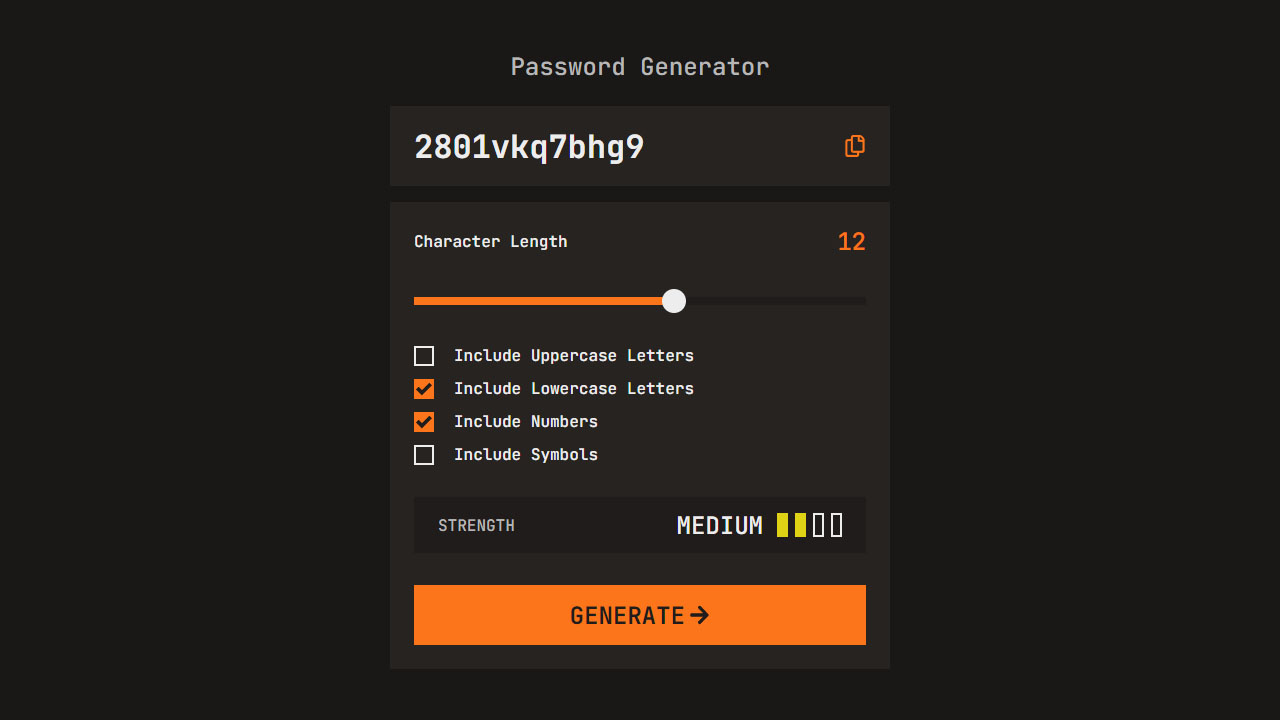 Password Generator
2801vkq7bhg9
Character Length 12
Include Uppercase Letters
Include Lowercase Letters
Include Numbers
Include Symbols
STRENGTH MEDIUM
GENERATE